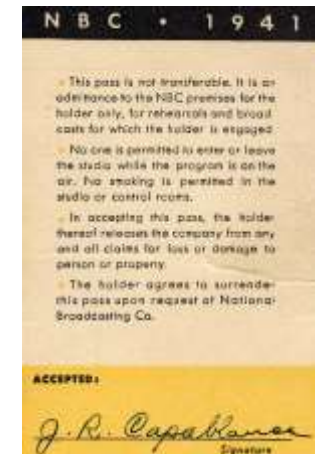 NBC • 1941
• This pass is not transferable. It is an
admittance to the NBC premises for the
holder only, for rehearsals and broad-
casts for which the holder is engaged
• No one is permitted to enter or leave
the studio while the program is on the
air. No smoking is permitted in the
studio or control rooms.
• In accepting this pass, the holder
thereof releases the company from any
and all claims for loss or damage to
person or property
• The holder agrees to surrender
this pass upon request of National
Broadcasting Co.
ACCEPTED:
J. R. Capablanca
Signature